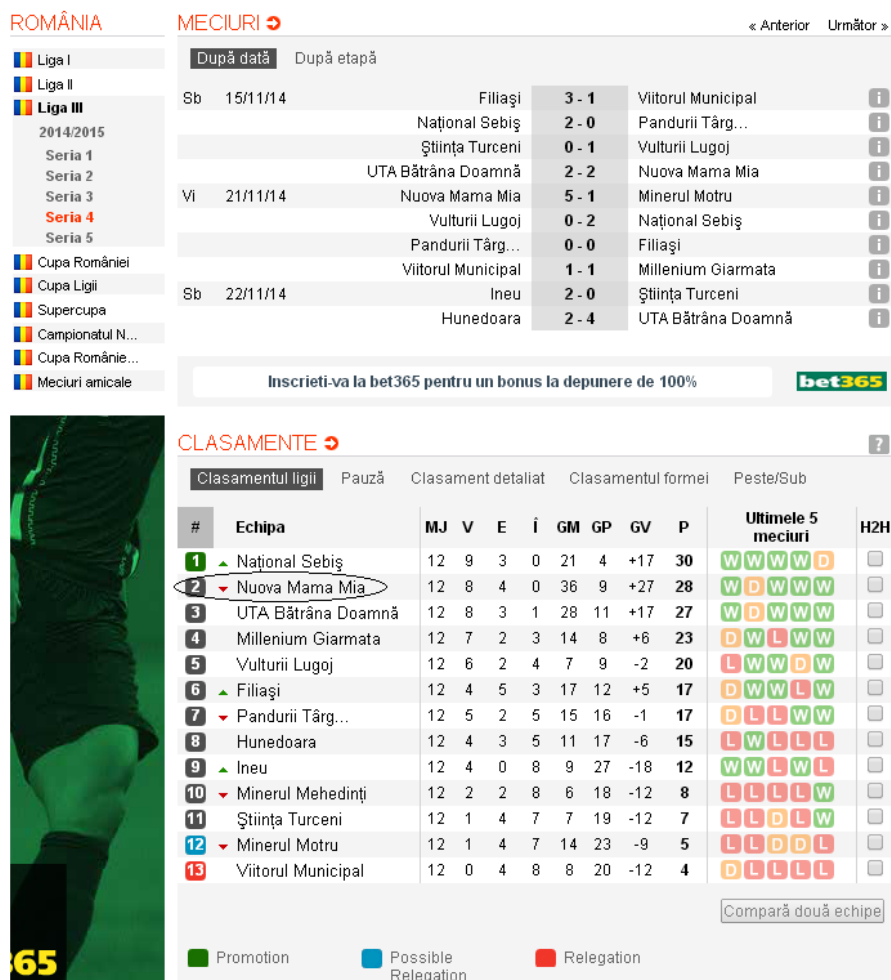 ROMÂNIA
Liga I
Liga II
Liga III
2014/2015
Seria 1
Seria 2
Seria 3
Seria 4
Seria 5
Cupa României
Cupa Ligii
Supercupa
Campionatul N...
Cupa Românie...
Meciuri amicale
MECIURI
« Anterior Următor »
După dată După etapă
Sb 15/11/14 Filiaşi 3 - 1 Viitorul Municipal i
Naţional Sebiş 2 - 0 Pandurii Târg... i
Ştiinţa Turceni 0 - 1 Vulturii Lugoj i
UTA Bătrâna Doamnă 2 - 2 Nuova Mama Mia i
Vi 21/11/14 Nuova Mama Mia 5 - 1 Minerul Motru i
Vulturii Lugoj 0 - 2 Naţional Sebiş i
Pandurii Târg... 0 - 0 Filiaşi i
Viitorul Municipal 1 - 1 Millenium Giarmata i
Sb 22/11/14 Ineu 2 - 0 Ştiinţa Turceni i
Hunedoara 2 - 4 UTA Bătrâna Doamnă i
Inscrieti-va la bet365 pentru un bonus la depunere de 100% bet365
CLASAMENTE ?
Clasamentul ligii Pauză Clasament detaliat Clasamentul formei Peste/Sub
# Echipa MJ V E Î GM GP GV P Ultimele 5 meciuri H2H
1 Naţional Sebiş 12 9 3 0 21 4 +17 30 W W W W D
2 Nuova Mama Mia 12 8 4 0 36 9 +27 28 W D W W W
3 UTA Bătrâna Doamnă 12 8 3 1 28 11 +17 27 W D W W W
4 Millenium Giarmata 12 7 2 3 14 8 +6 23 D W L W W
5 Vulturii Lugoj 12 6 2 4 7 9 -2 20 L W W D W
6 Filiaşi 12 4 5 3 17 12 +5 17 D W W L W
7 Pandurii Târg... 12 5 2 5 15 16 -1 17 D L L W W
8 Hunedoara 12 4 3 5 11 17 -6 15 L W L L L
9 Ineu 12 4 0 8 9 27 -18 12 W W L W L
10 Minerul Mehedinţi 12 2 2 8 6 18 -12 8 L L L L W
11 Ştiinţa Turceni 12 1 4 7 7 19 -12 7 L L D L W
12 Minerul Motru 12 1 4 7 14 23 -9 5 L L D D L
13 Viitorul Municipal 12 0 4 8 8 20 -12 4 D L L L L
Compară două echipe
Promotion Possible Relegation Relegation
365